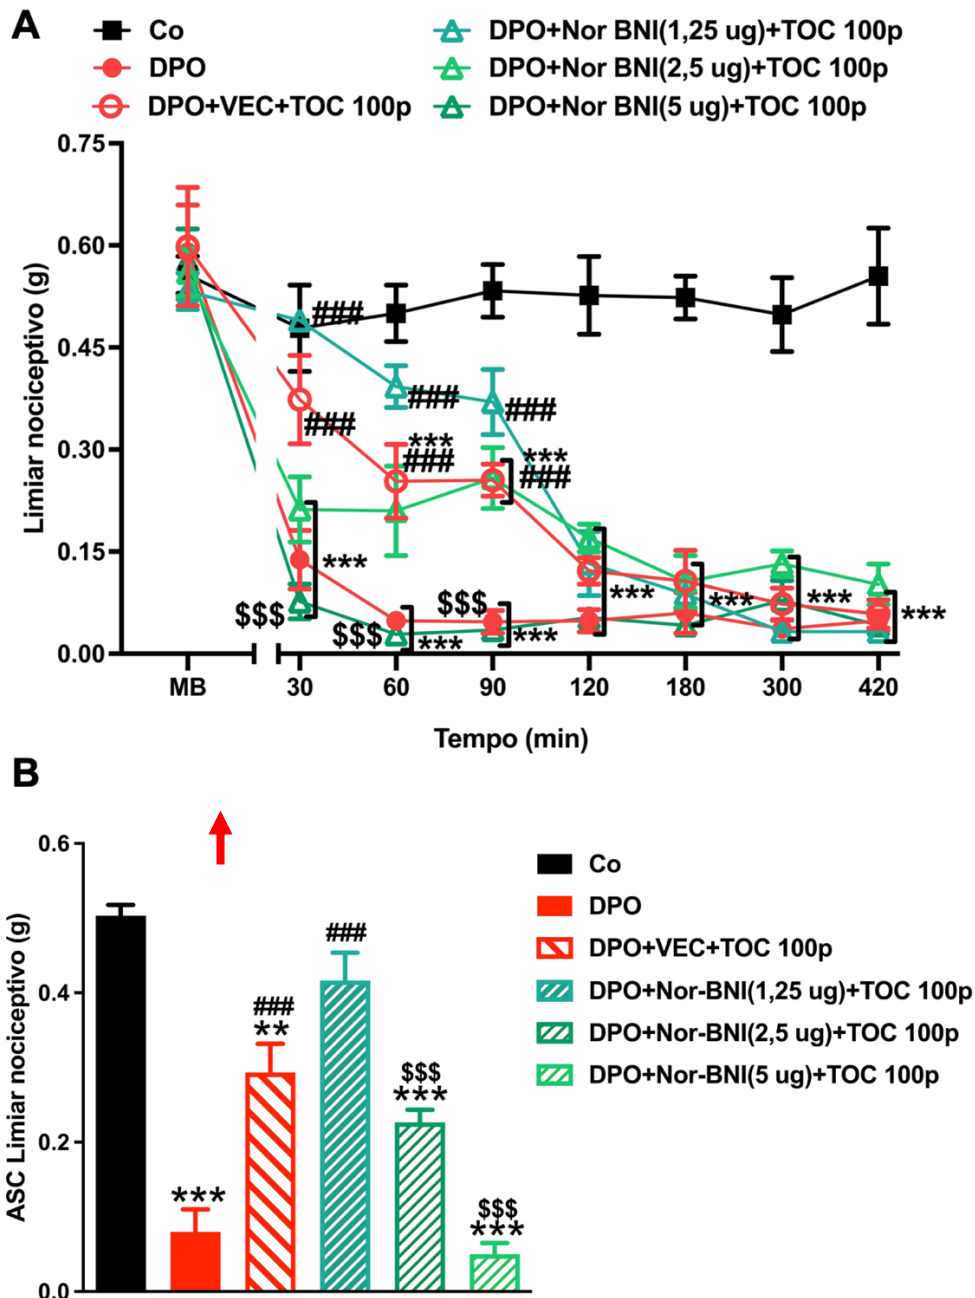 A
Co
DPO
DPO+VEC+TOC 100p
DPO+Nor BNI(1,25 ug)+TOC 100p
DPO+Nor BNI(2,5 ug)+TOC 100p
DPO+Nor BNI(5 ug)+TOC 100p
0.75
0.60
0.45
0.30
0.15
0.00
Limiar nociceptivo (g)
###
###
###
###
***
###
***
###
***
$$$
$$$
***
$$$
***
***
***
***
***
MB
30
60
90
120
180
300
420
Tempo (min)
B
0.6
0.4
0.2
0.0
ASC Limiar nociceptivo (g)
***
###
**
###
$$$
***
$$$
***
Co
DPO
DPO+VEC+TOC 100p
DPO+Nor-BNI(1,25 ug)+TOC 100p
DPO+Nor-BNI(2,5 ug)+TOC 100p
DPO+Nor-BNI(5 ug)+TOC 100p